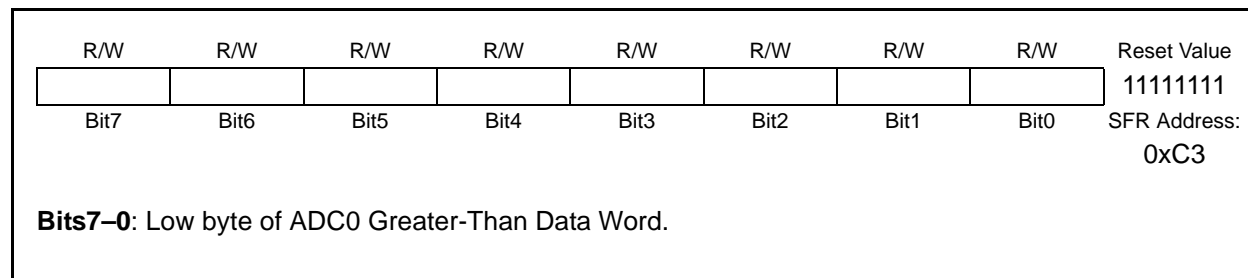 R/W R/W R/W R/W R/W R/W R/W R/W Reset Value
11111111
Bit7 Bit6 Bit5 Bit4 Bit3 Bit2 Bit1 Bit0 SFR Address:
0xC3
Bits7–0: Low byte of ADC0 Greater-Than Data Word.